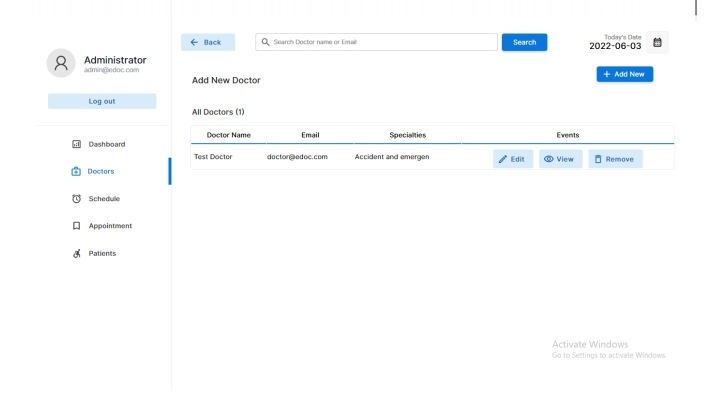 Administrator
admin@edoc.com
Log out
Dashboard
Doctors
Schedule
Appointment
Patients
Back
Search Doctor name or Email
Search
Today's Date
2022-06-03
Add New Doctor
+ Add New
All Doctors (1)
Doctor Name Email Specialties Events
Test Doctor doctor@edoc.com Accident and emergen Edit View Remove
Activate Windows
Go to Settings to activate Windows.